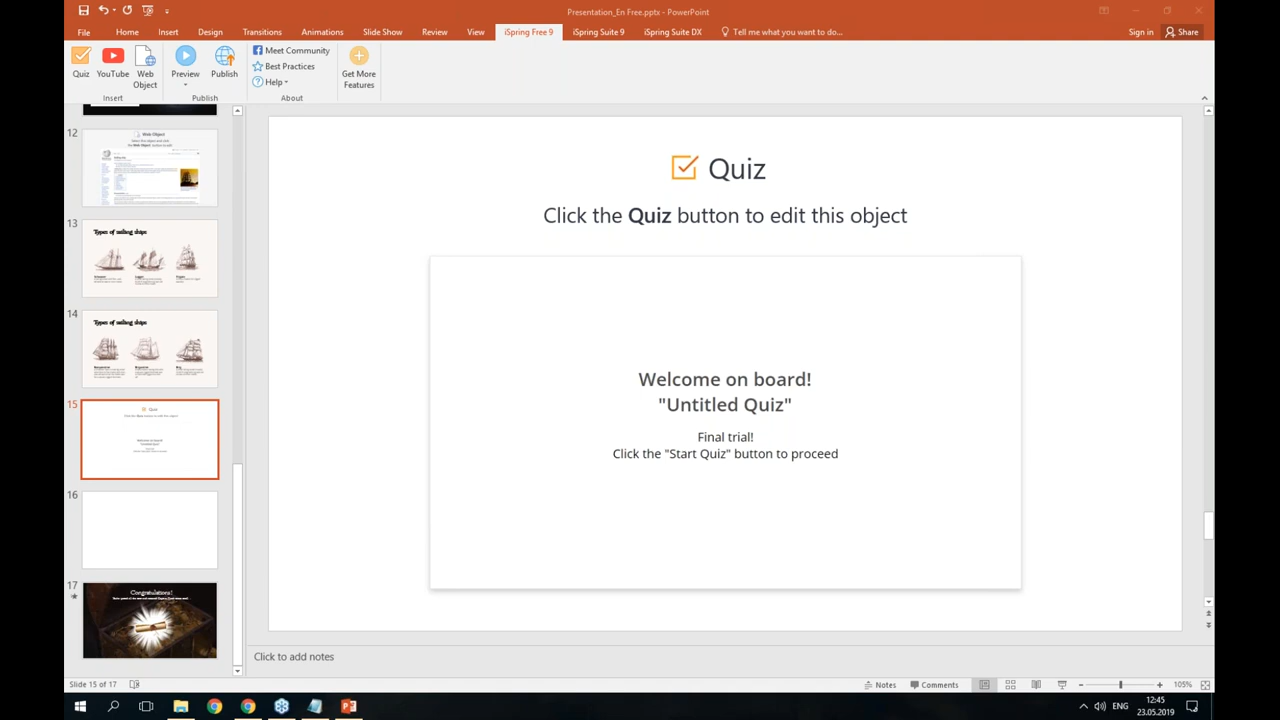 Presentation_En Free.pptx - PowerPoint
File Home Insert Design Transitions Animations Slide Show Review View iSpring Free 9 iSpring Suite 9 iSpring Suite DX Tell me what you want to do... Sign in Share
Quiz YouTube Web Object Preview Publish Meet Community Get More Features
Best Practices
Help
Insert Publish About
12
Web Object
13
Types of sailing ships
14
Types of sailing ships
15
Quiz
16
17
Congratulations!
Quiz
Click the Quiz button to edit this object
Welcome on board!
"Untitled Quiz"
Final trial!
Click the "Start Quiz" button to proceed
Click to add notes
Slide 15 of 17 Notes Comments 105%
ENG 12:45
23.05.2019